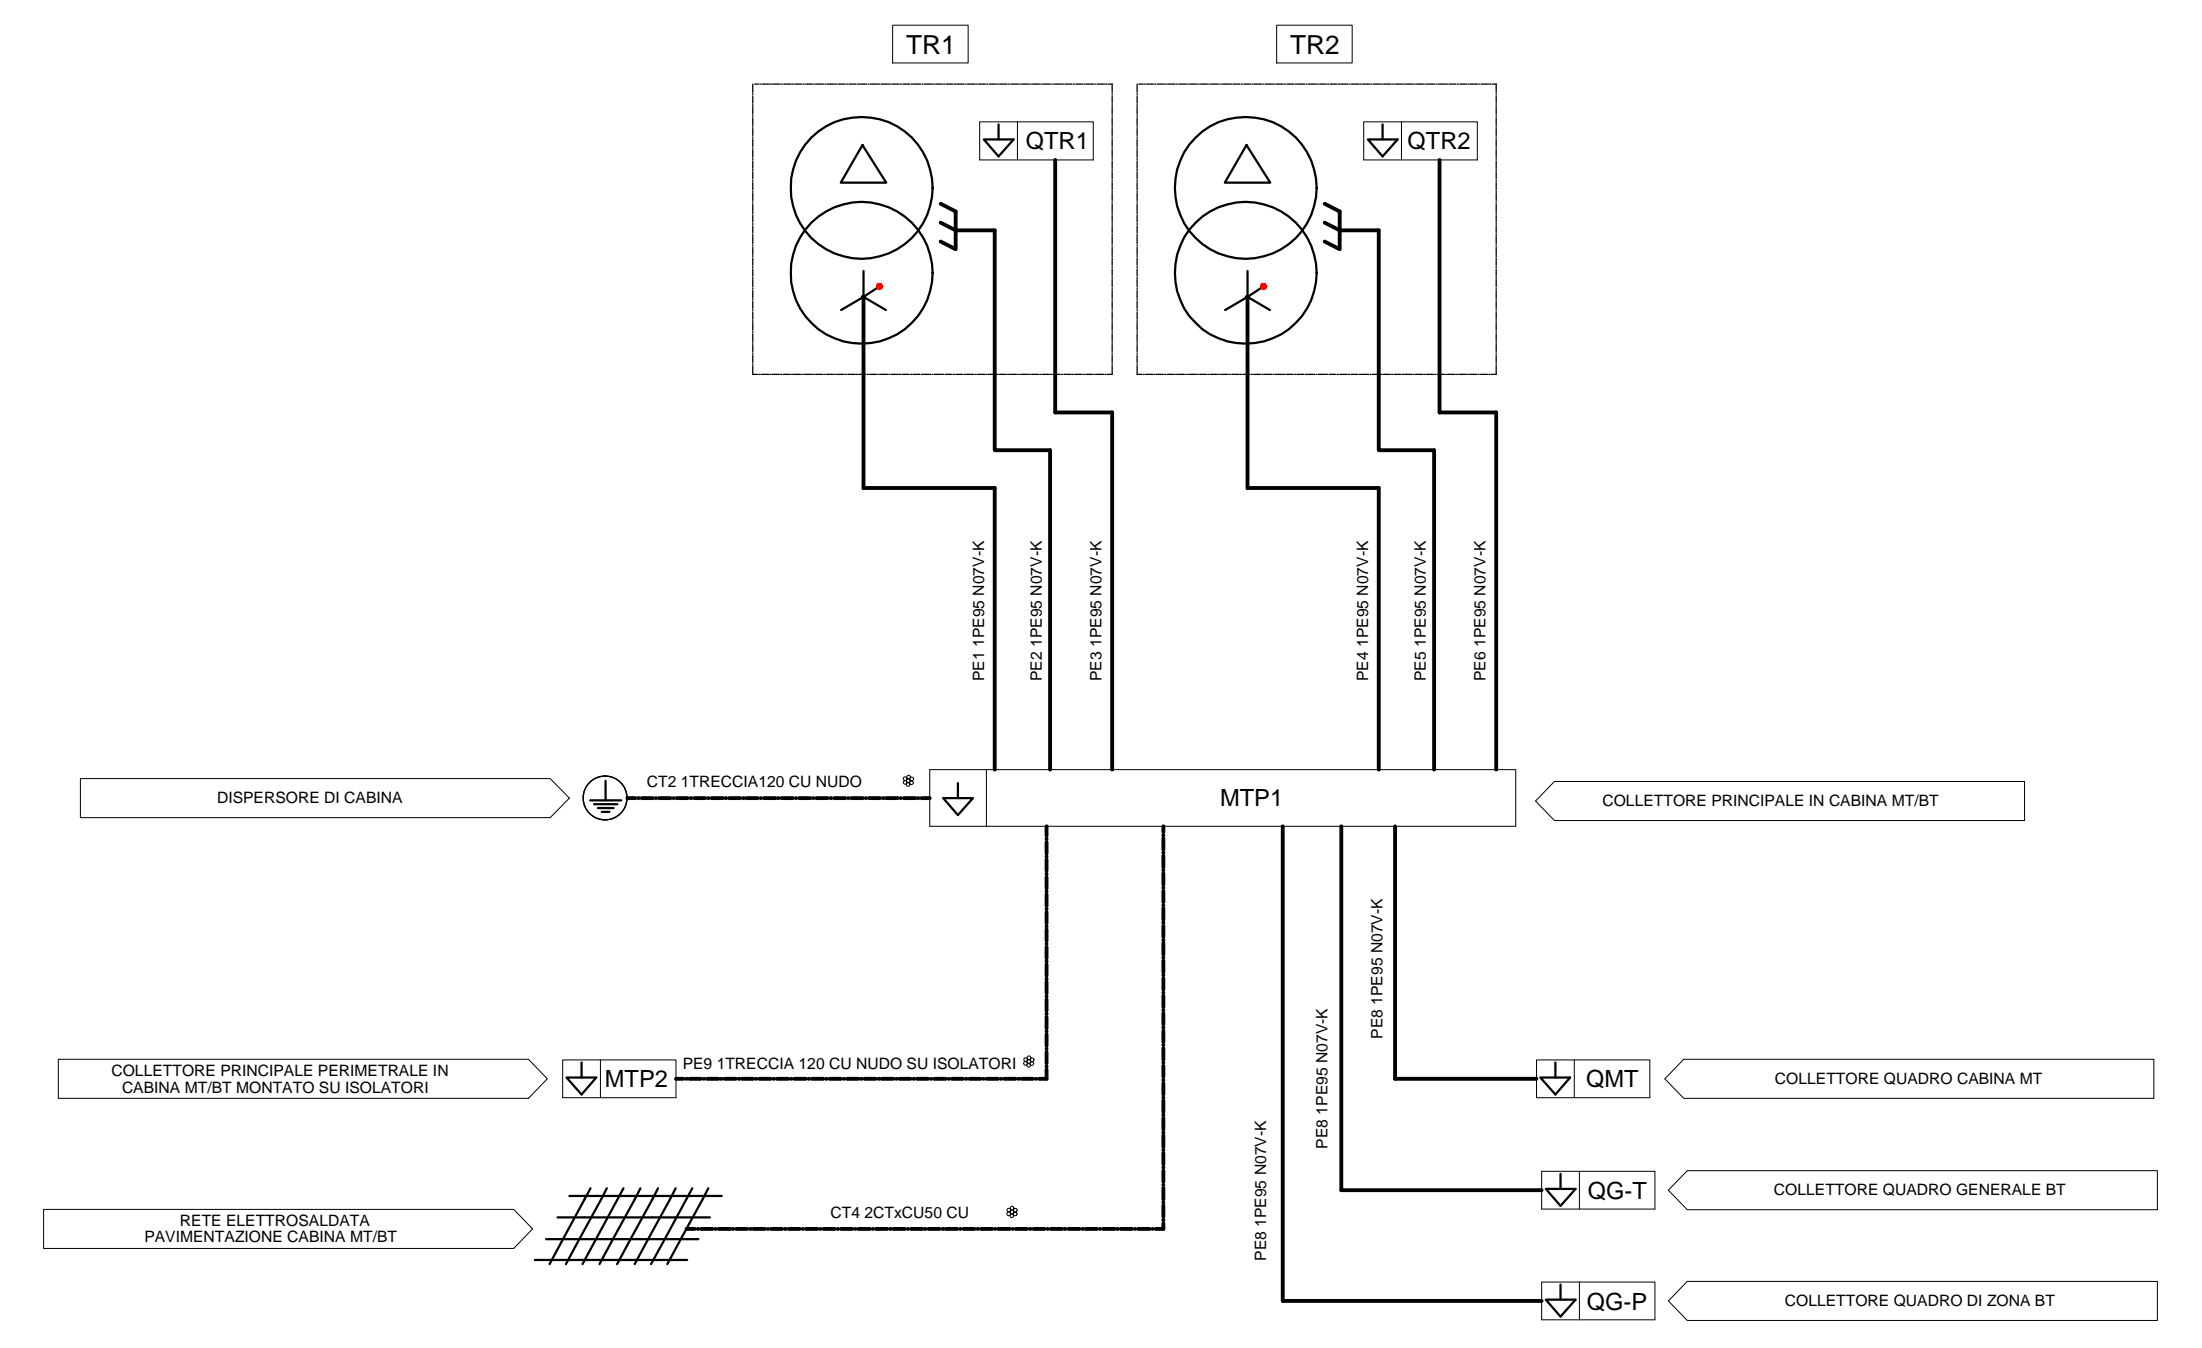 TR1
TR2
QTR1
QTR2
PE1 1PE95 N07V-K
PE2 1PE95 N07V-K
PE3 1PE95 N07V-K
PE4 1PE95 N07V-K
PE5 1PE95 N07V-K
PE6 1PE95 N07V-K
DISPERSORE DI CABINA
CT2 1TRECCIA120 CU NUDO
MTP1
COLLETTORE PRINCIPALE IN CABINA MT/BT
PE8 1PE95 N07V-K
PE8 1PE95 N07V-K
PE8 1PE95 N07V-K
COLLETTORE PRINCIPALE PERIMETRALE IN
CABINA MT/BT MONTATO SU ISOLATORI
MTP2
PE9 1TRECCIA 120 CU NUDO SU ISOLATORI
QMT
COLLETTORE QUADRO CABINA MT
QG-T
COLLETTORE QUADRO GENERALE BT
RETE ELETTROSALDATA
PAVIMENTAZIONE CABINA MT/BT
CT4 2CTxCU50 CU
QG-P
COLLETTORE QUADRO DI ZONA BT